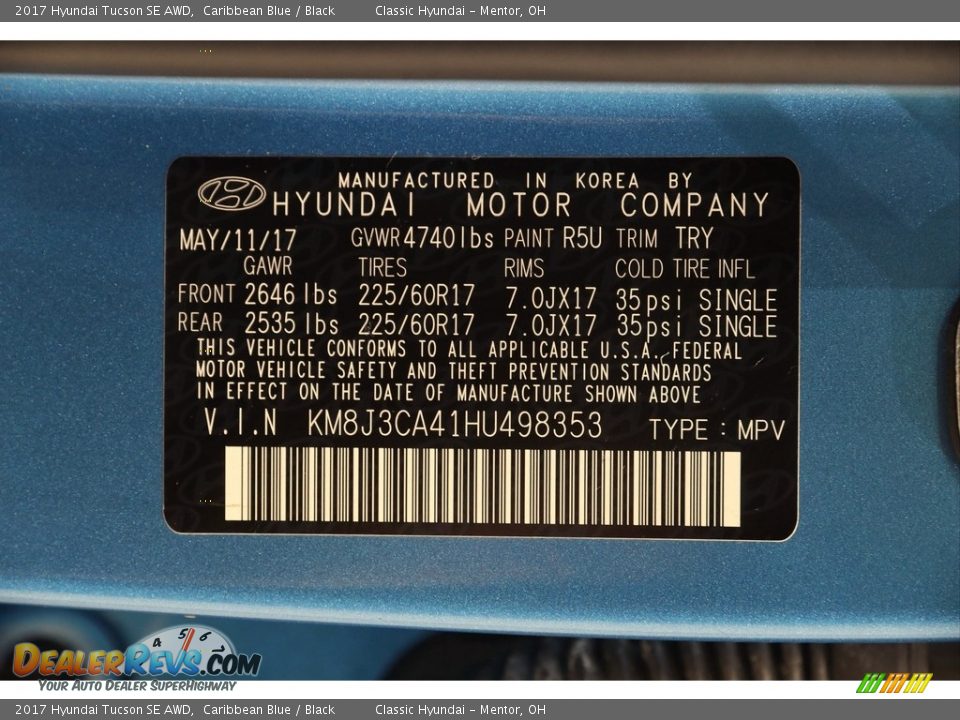 2017 Hyundai Tucson SE AWD, Caribbean Blue / Black Classic Hyundai - Mentor, OH
MANUFACTURED IN KOREA BY
HYUNDAI MOTOR COMPANY
MAY/11/17 GVWR 4740lbs PAINT R5U TRIM TRY
GAWR TIRES RIMS COLD TIRE INFL
FRONT 2646 lbs 225/60R17 7.0JX17 35psi SINGLE
REAR 2535 lbs 225/60R17 7.0JX17 35psi SINGLE
THIS VEHICLE CONFORMS TO ALL APPLICABLE U.S.A. FEDERAL
MOTOR VEHICLE SAFETY AND THEFT PREVENTION STANDARDS
IN EFFECT ON THE DATE OF MANUFACTURE SHOWN ABOVE
V.I.N KM8J3CA41HU498353 TYPE : MPV
4 5 6
DEALERREVS.COM
YOUR AUTO DEALER SUPERHIGHWAY
2017 Hyundai Tucson SE AWD, Caribbean Blue / Black Classic Hyundai - Mentor, OH